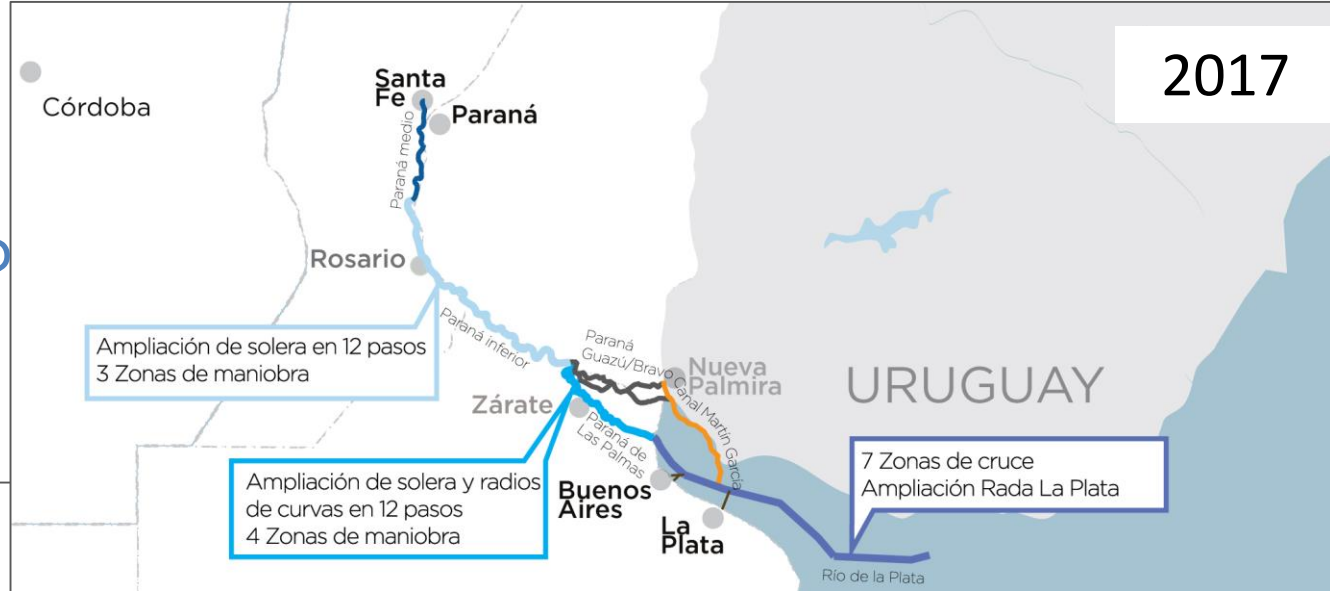 2017
Córdoba
Santa
Fe
Paraná
Paraná medio
Rosario
Ampliación de solera en 12 pasos
3 Zonas de maniobra
Paraná inferior
Paraná
Guazú/Bravo
Nueva
Palmira
Canal Martín García
URUGUAY
Zárate
Paraná de
Las Palmas
Ampliación de solera y radios
de curvas en 12 pasos
4 Zonas de maniobra
Buenos
Aires
La
Plata
7 Zonas de cruce
Ampliación Rada La Plata
Río de la Plata